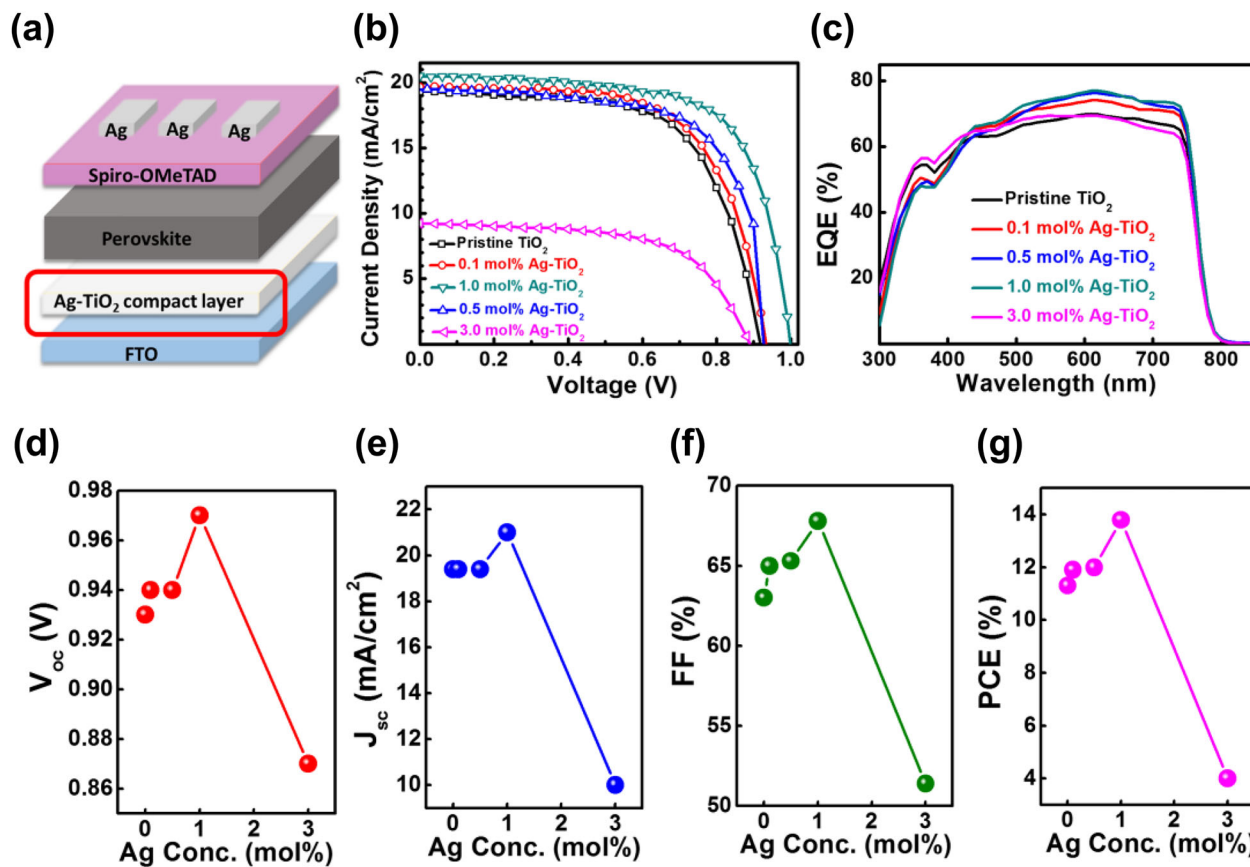 (a)
Ag Ag Ag
Spiro-OMeTAD
Perovskite
Ag-TiO₂ compact layer
FTO
(b)
Current Density (mA/cm²)
20
15
10
5
0.0 0.2 0.4 0.6 0.8 1.0
Voltage (V)
Pristine TiO₂
0.1 mol% Ag-TiO₂
1.0 mol% Ag-TiO₂
0.5 mol% Ag-TiO₂
3.0 mol% Ag-TiO₂
(c)
EQE (%)
80
60
40
20
300 400 500 600 700 800
Wavelength (nm)
Pristine TiO₂
0.1 mol% Ag-TiO₂
0.5 mol% Ag-TiO₂
1.0 mol% Ag-TiO₂
3.0 mol% Ag-TiO₂
(d)
V_oc (V)
0.98
0.96
0.94
0.92
0.90
0.88
0.86
0 1 2 3
Ag Conc. (mol%)
(e)
J_sc (mA/cm²)
22
20
18
16
14
12
10
0 1 2 3
Ag Conc. (mol%)
(f)
FF (%)
70
65
60
55
50
0 1 2 3
Ag Conc. (mol%)
(g)
PCE (%)
14
12
10
8
6
4
0 1 2 3
Ag Conc. (mol%)